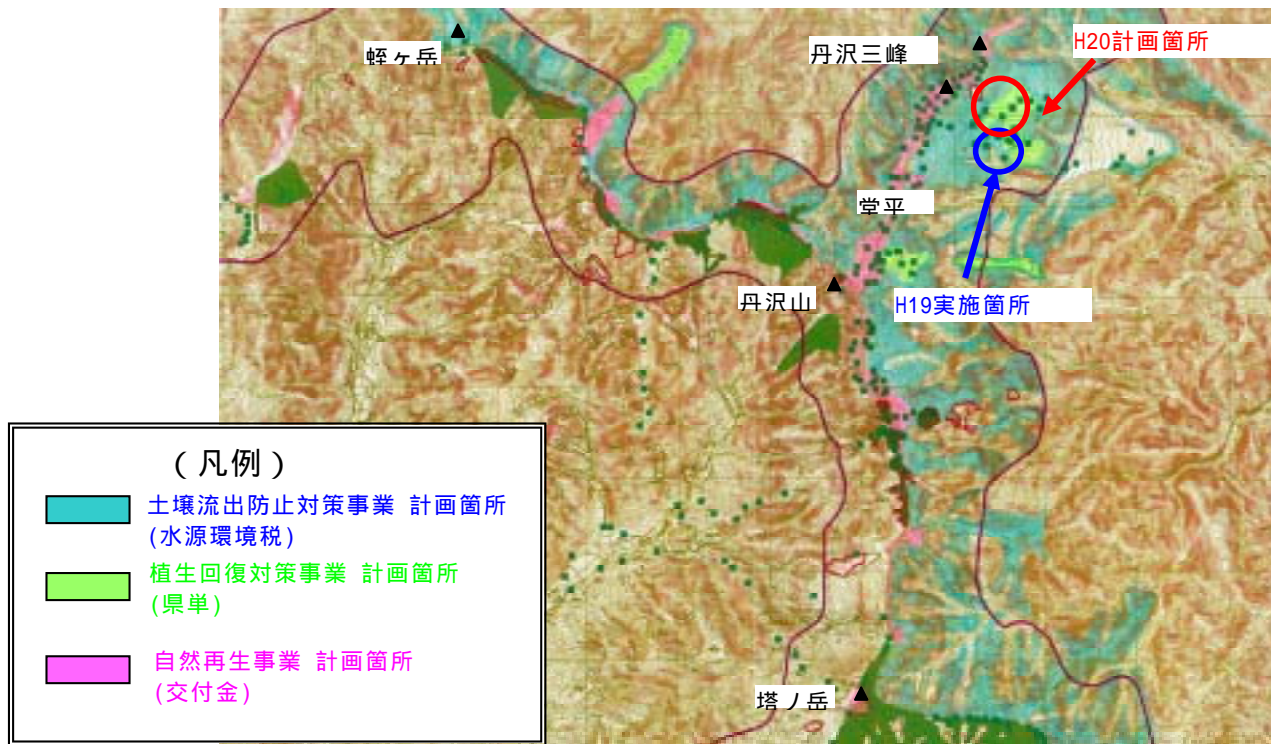 蛭ヶ岳
丹沢三峰
H20計画箇所
堂平
丹沢山
H19実施箇所
塔ノ岳
(凡例)
土壌流出防止対策事業 計画箇所
(水源環境税)
植生回復対策事業 計画箇所
(県単)
自然再生事業 計画箇所
(交付金)